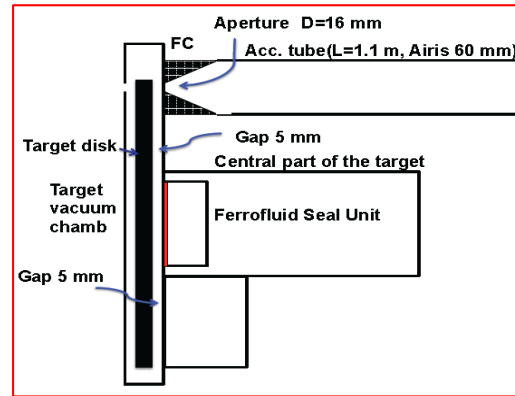 Aperture D=16 mm
FC
Acc. tube(L=1.1 m, Airis 60 mm)
Gap 5 mm
Target disk
Central part of the target
Target
vacuum
chamb
Ferrofluid Seal Unit
Gap 5 mm